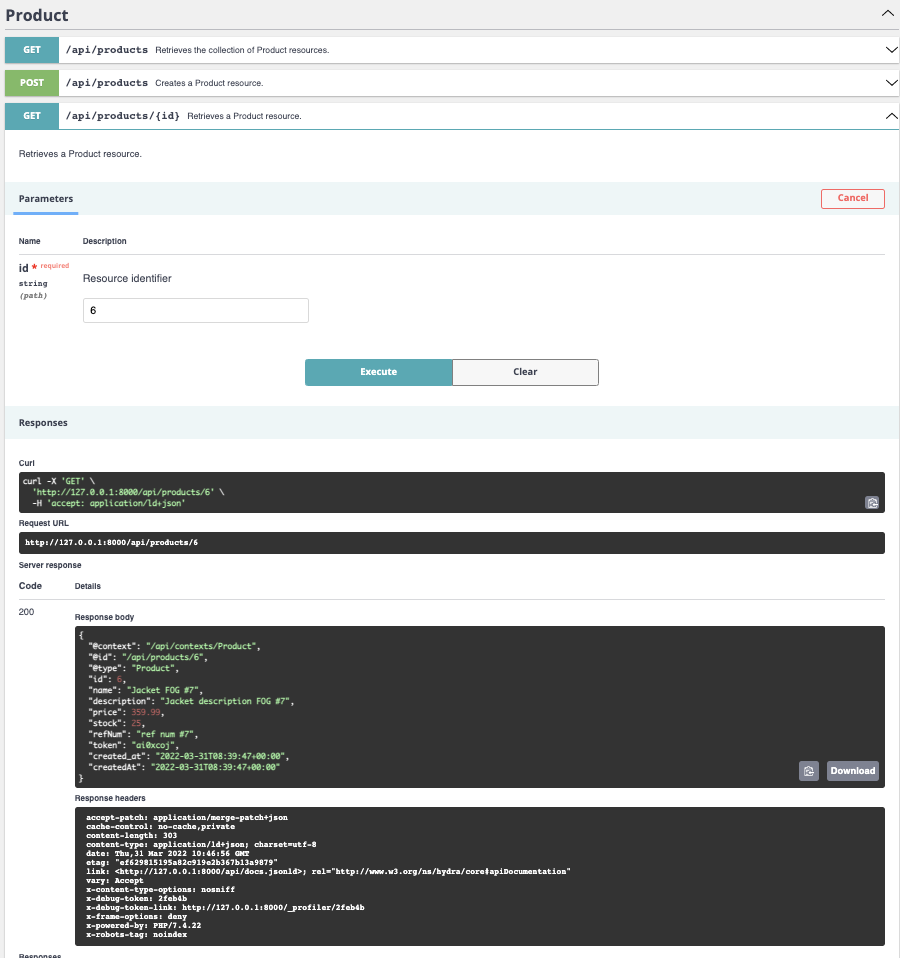 Product
GET /api/products Retrieves the collection of Product resources.
POST /api/products Creates a Product resource.
GET /api/products/{id} Retrieves a Product resource.
Retrieves a Product resource.
Parameters
Cancel
Name Description
id * required
string
(path)
Resource identifier
6
Execute Clear
Responses
Curl
curl -X 'GET' \
'http://127.0.0.1:8000/api/products/6' \
-H 'accept: application/ld+json'
Request URL
http://127.0.0.1:8000/api/products/6
Server response
Code Details
200
Response body
{
"@context": "/api/contexts/Product",
"@id": "/api/products/6",
"@type": "Product",
"id": 6,
"name": "Jacket FOG #7",
"description": "Jacket description FOG #7",
"price": 359.99,
"stock": 25,
"refNum": "ref num #7",
"token": "ai0xcoj",
"created_at": "2022-03-31T08:39:47+00:00",
"createdAt": "2022-03-31T08:39:47+00:00"
}
Download
Response headers
accept-patch: application/merge-patch+json
cache-control: no-cache,private
content-length: 303
content-type: application/ld+json; charset=utf-8
date: Thu,31 Mar 2022 10:46:56 GMT
etag: "ef629815195a82c919e2b367b13a9879"
link: <http://127.0.0.1:8000/api/docs.jsonld>; rel="http://www.w3.org/ns/hydra/core#apiDocumentation"
vary: Accept
x-content-type-options: nosniff
x-debug-token: 2feb4b
x-debug-token-link: http://127.0.0.1:8000/_profiler/2feb4b
x-frame-options: deny
x-powered-by: PHP/7.4.22
x-robots-tag: noindex
Responses